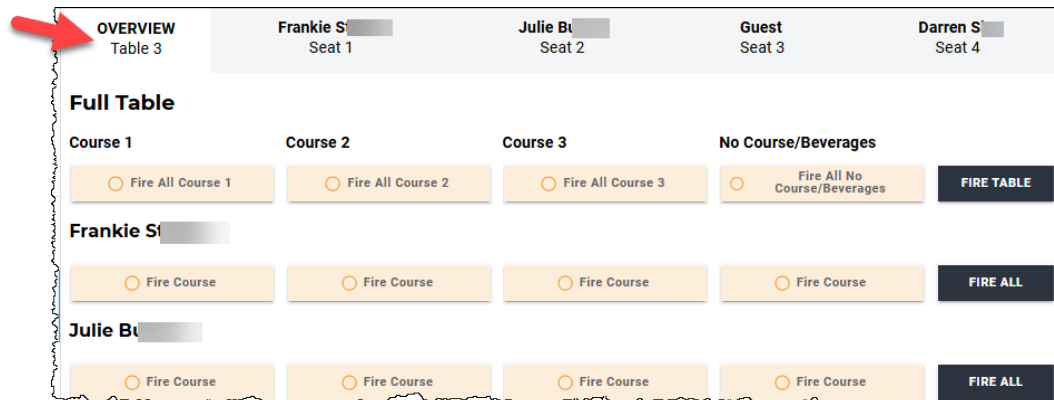 OVERVIEW
Table 3
Frankie
Seat 1
Julie
Seat 2
Guest
Seat 3
Darren
Seat 4
Full Table
Course 1
Course 2
Course 3
No Course/Beverages
Fire All Course 1
Fire All Course 2
Fire All Course 3
Fire All No
Course/Beverages
FIRE TABLE
Frankie
Fire Course
Fire Course
Fire Course
Fire Course
FIRE ALL
Julie
Fire Course
Fire Course
Fire Course
Fire Course
FIRE ALL